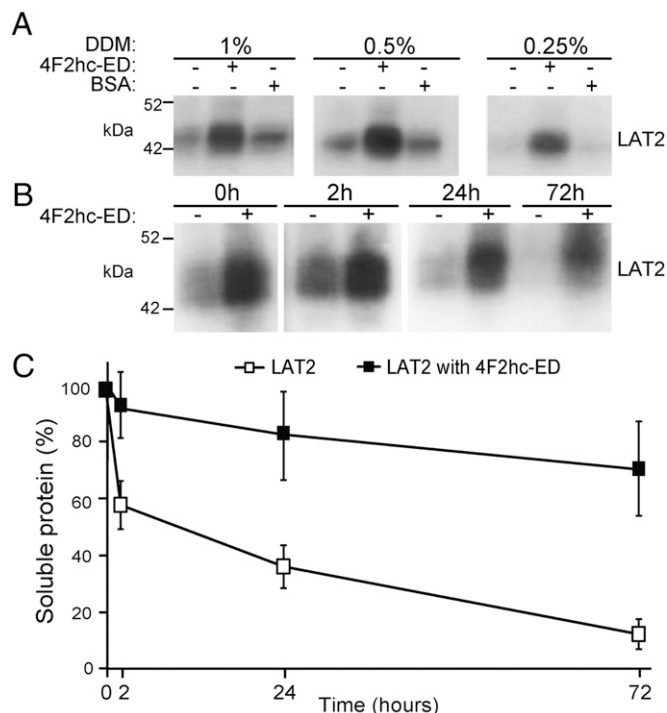 A
DDM: 1% 0.5% 0.25%
4F2hc-ED: - + - - + - - + -
BSA: - - + - - + - - +
52
kDa
42
LAT2
B
0h 2h 24h 72h
4F2hc-ED: - + - + - + - +
52
kDa
42
LAT2
C
LAT2 LAT2 with 4F2hc-ED
Soluble protein (%)
100
80
60
40
20
0
0 2 24 72
Time (hours)